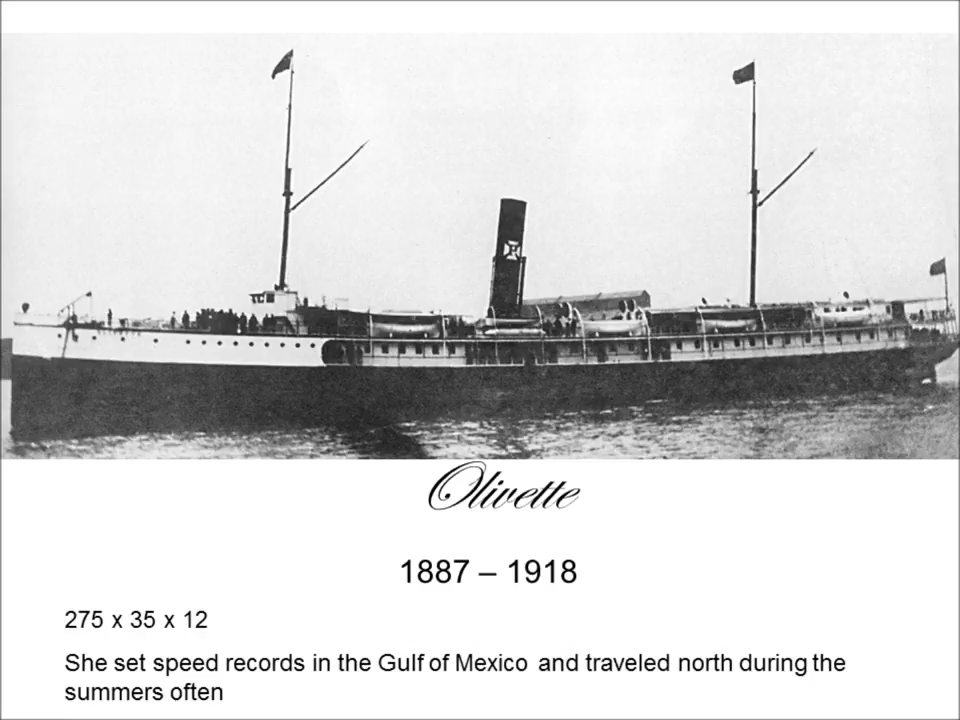 Olivette
1887 – 1918
275 x 35 x 12
She set speed records in the Gulf of Mexico and traveled north during the
summers often